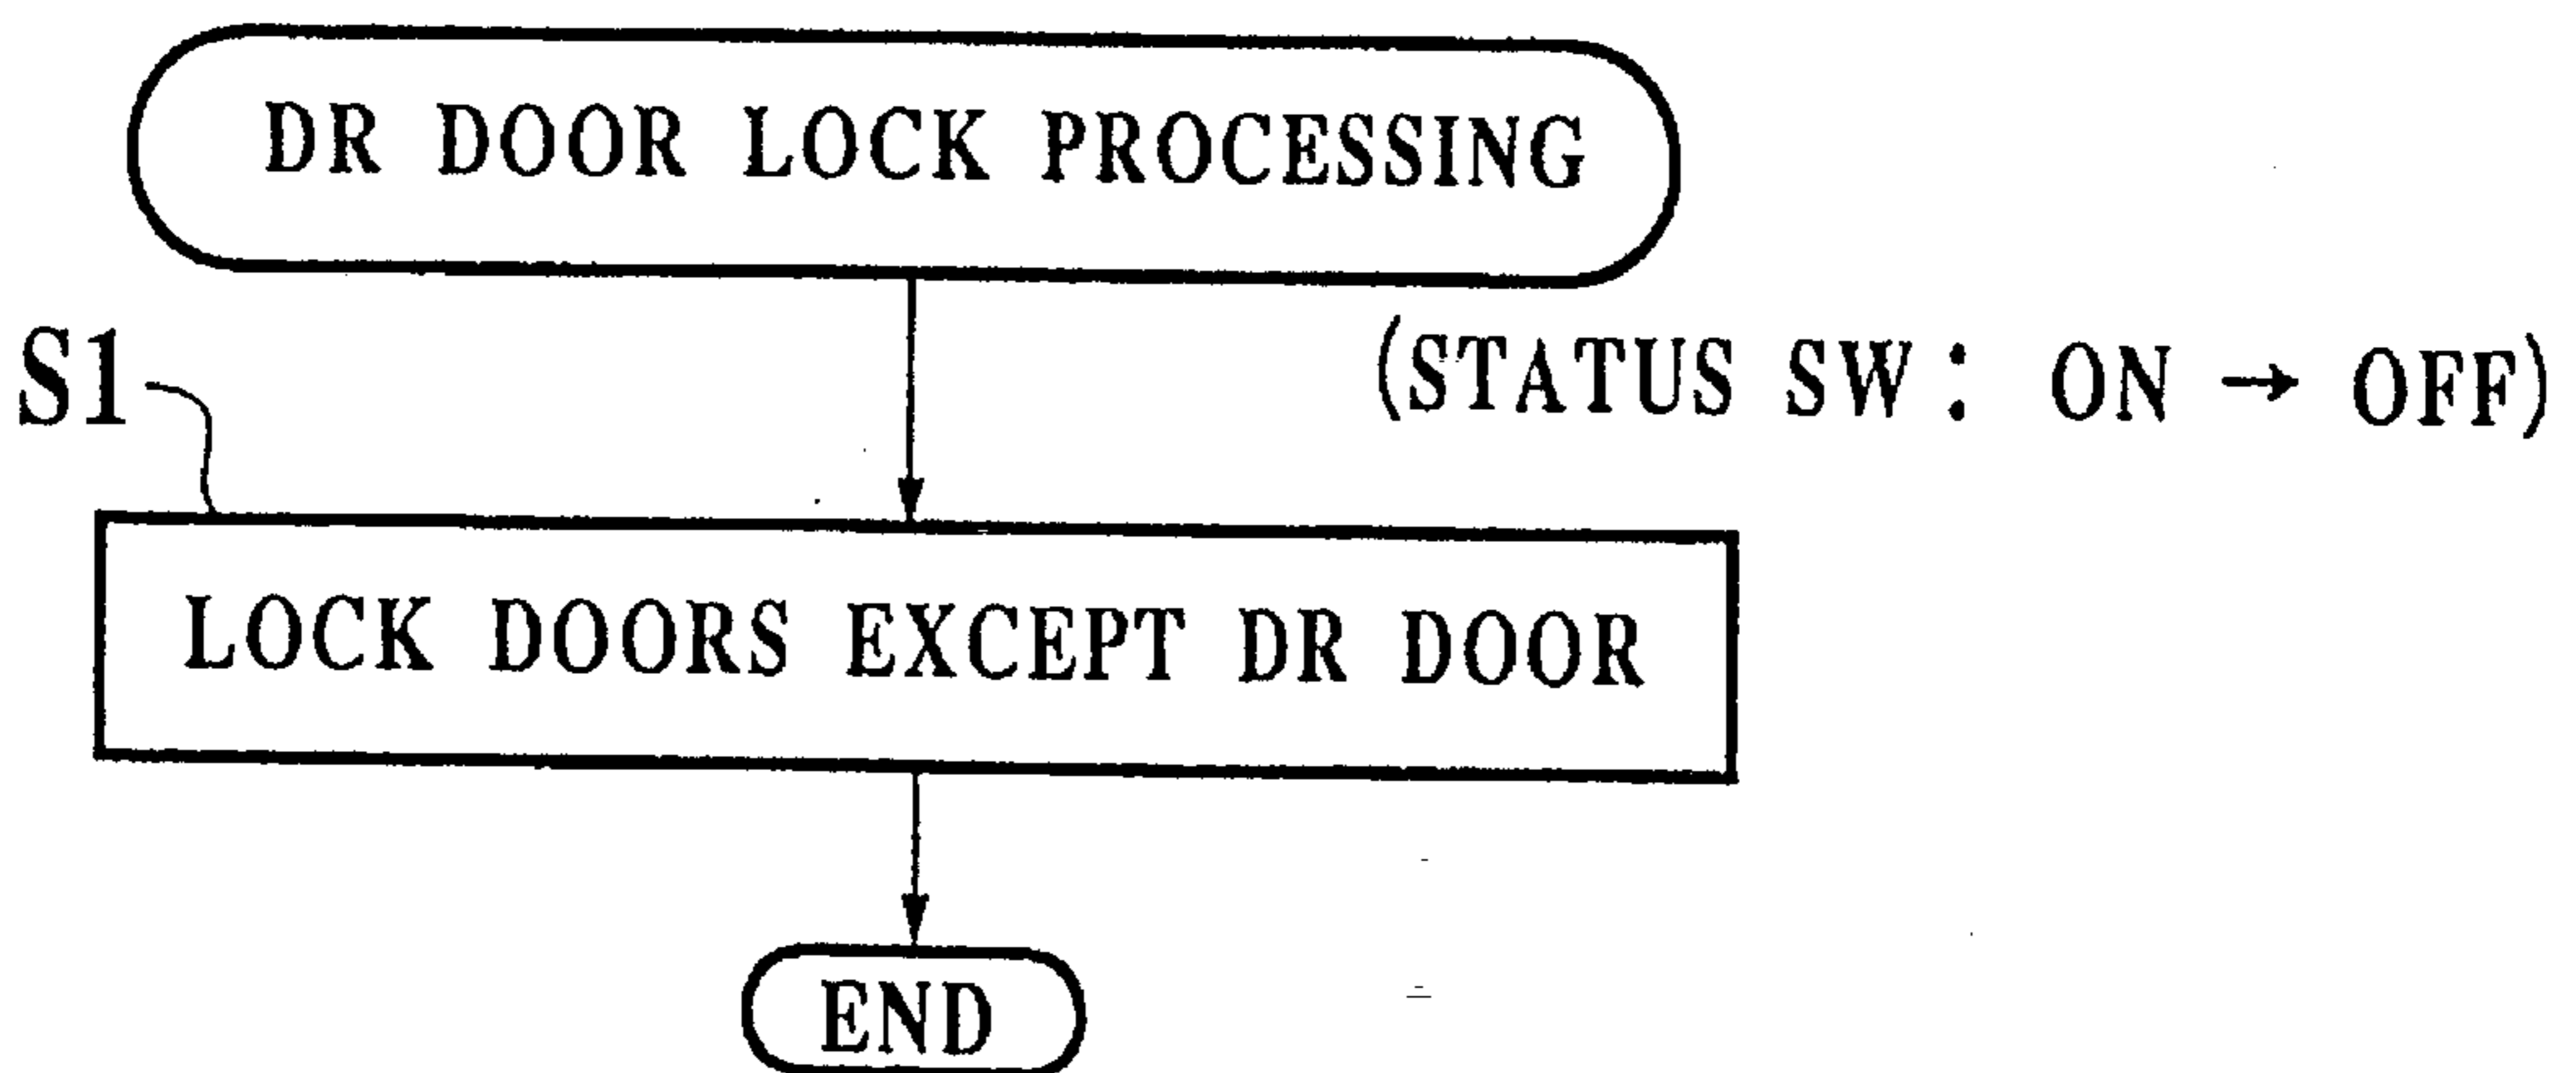 DR DOOR LOCK PROCESSING
S1
(STATUS SW: ON → OFF)
LOCK DOORS EXCEPT DR DOOR
END